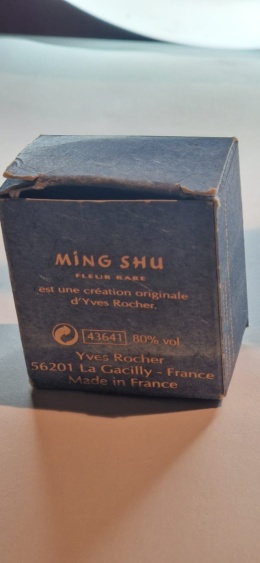 MiNG SHU
FLEUR RARE
est une création originale
d'Yves Rocher.
43641 80% vol.
Yves Rocher
56201 La Gacilly - France
Made in France